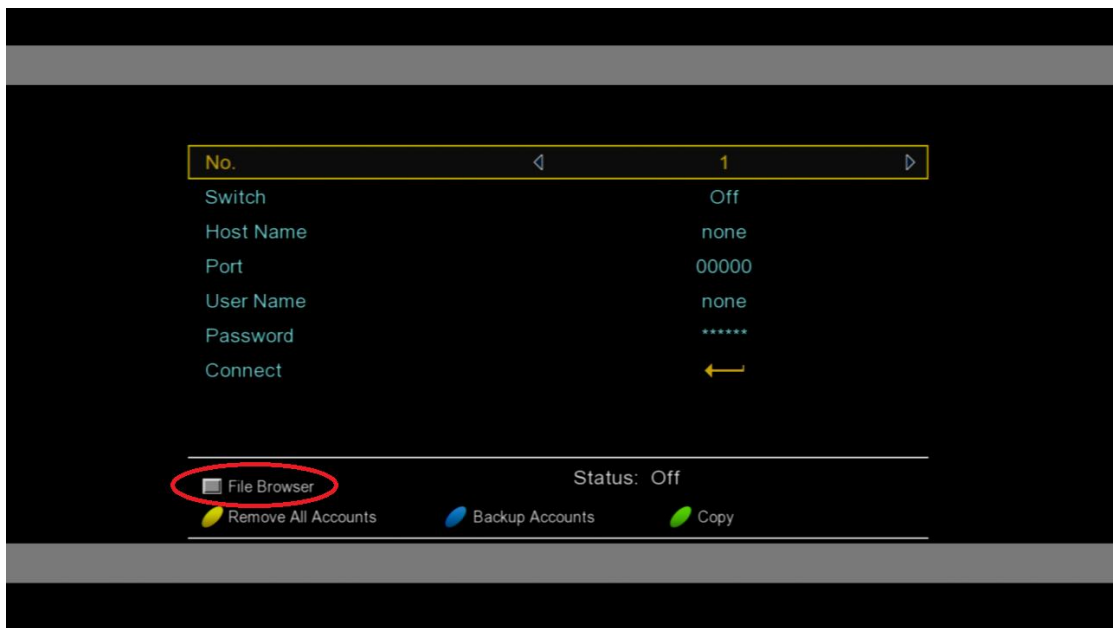 No. 1
Switch Off
Host Name none
Port 00000
User Name none
Password ******
Connect
Status: Off
File Browser
Remove All Accounts Backup Accounts Copy